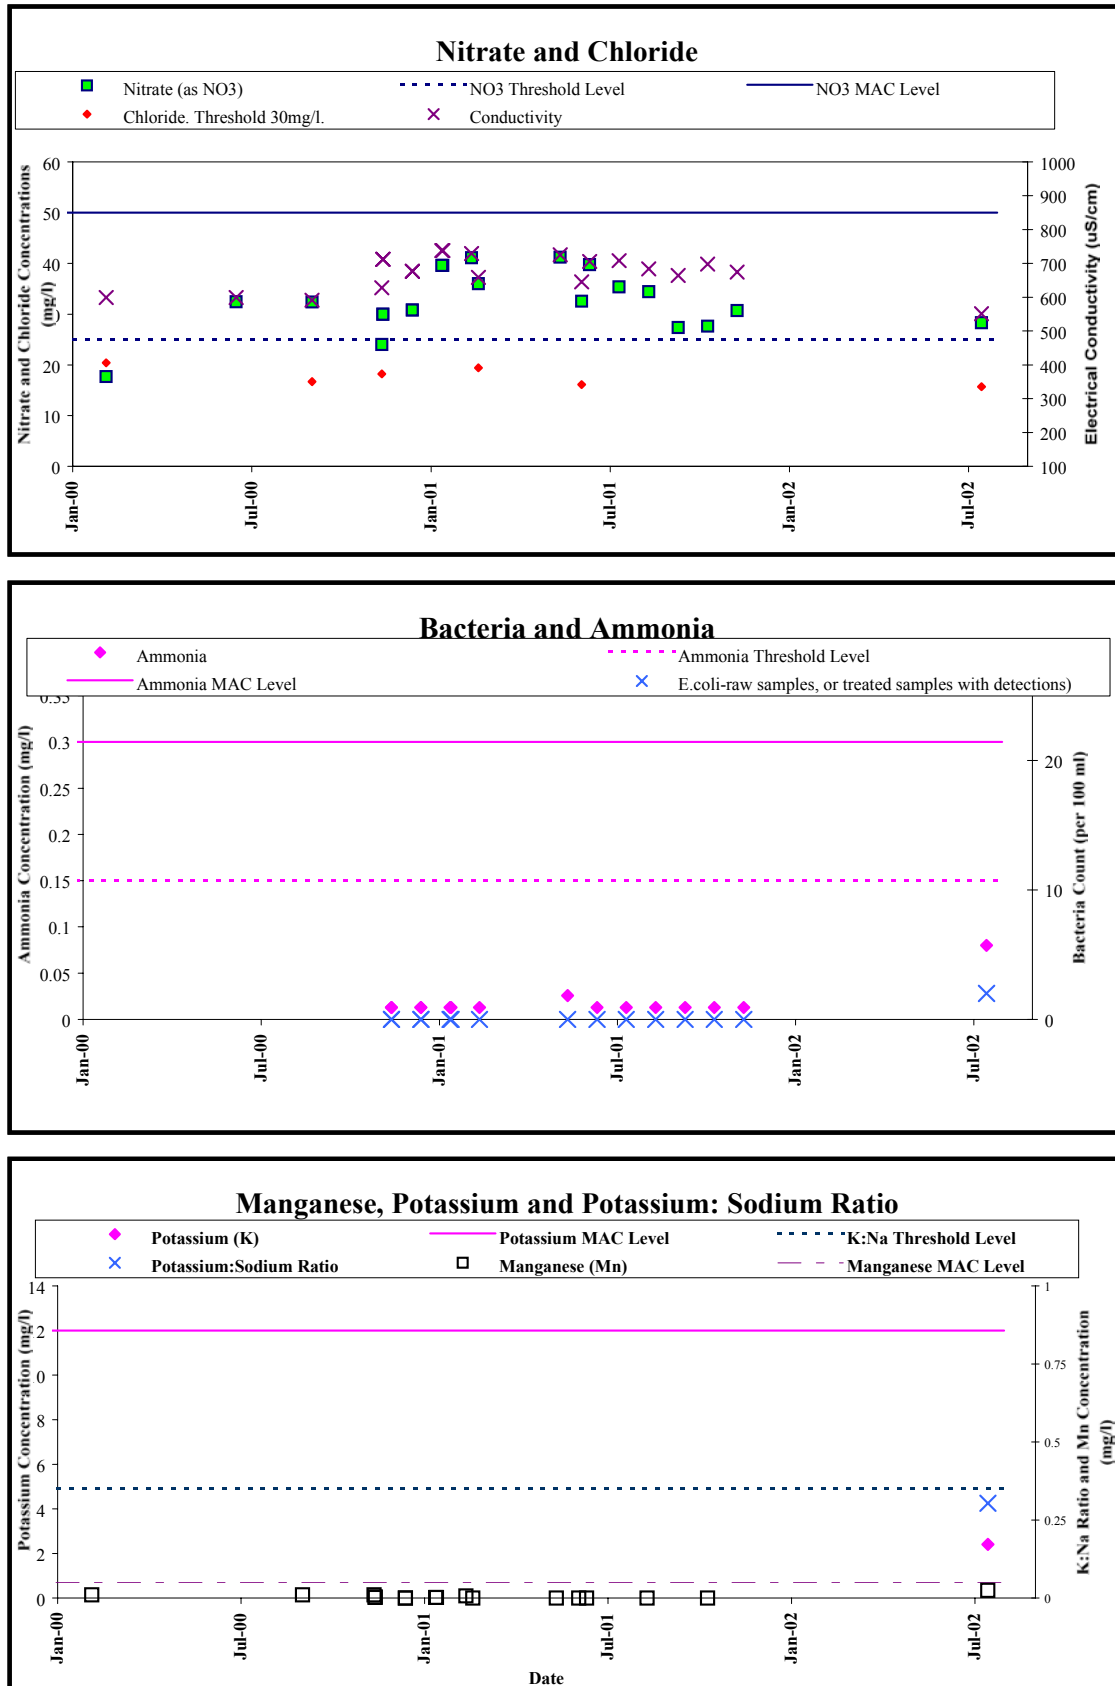 Nitrate and Chloride
Nitrate (as NO3) NO3 Threshold Level NO3 MAC Level
Chloride. Threshold 30mg/l. Conductivity
Nitrate and Chloride Concentrations
(mg/l)
60
50
40
30
20
10
0
1000
900
800
700
600
500
400
300
200
100
Electrical Conductivity (uS/cm)
Jan-00 Jul-00 Jan-01 Jul-01 Jan-02 Jul-02
Bacteria and Ammonia
Ammonia Ammonia Threshold Level
Ammonia MAC Level E.coli-raw samples, or treated samples with detections)
Ammonia Concentration (mg/l)
0.35
0.3
0.25
0.2
0.15
0.1
0.05
0
20
10
0
Bacteria Count (per 100 ml)
Jan-00 Jul-00 Jan-01 Jul-01 Jan-02 Jul-02
Manganese, Potassium and Potassium: Sodium Ratio
Potassium (K) Potassium MAC Level K:Na Threshold Level
Potassium:Sodium Ratio Manganese (Mn) Manganese MAC Level
Potassium Concentration (mg/l)
14
2
0
8
6
4
2
0
1
0.75
0.5
0.25
0
K:Na Ratio and Mn Concentration
(mg/l)
Jan-00 Jul-00 Jan-01 Jul-01 Jan-02 Jul-02
Date